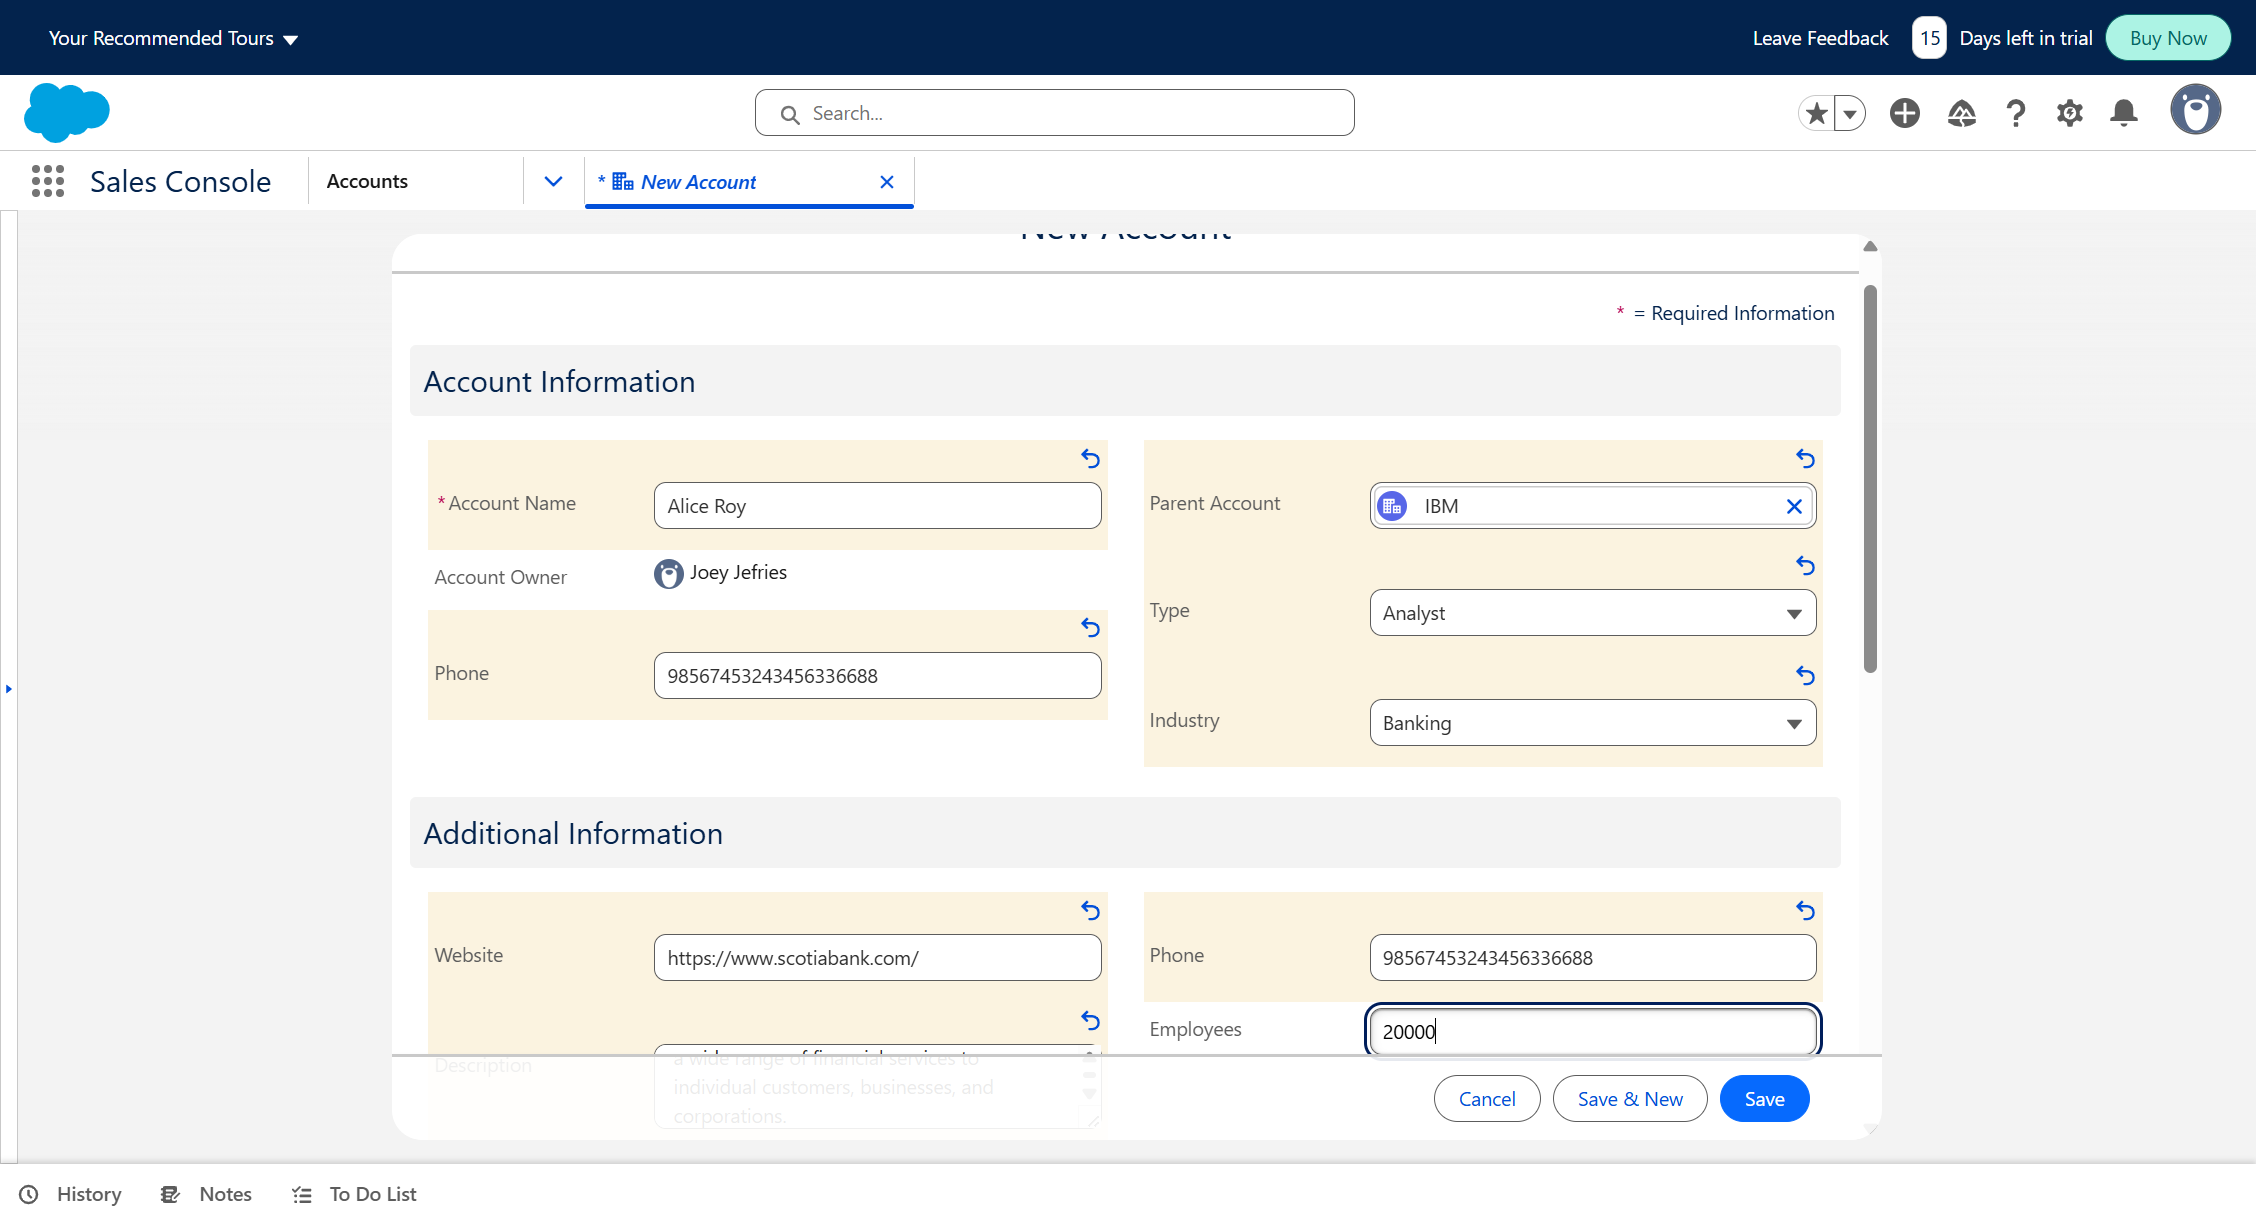 Your Recommended Tours
Leave Feedback 15 Days left in trial Buy Now
Search...
Sales Console Accounts * New Account
New Account
* = Required Information
Account Information
*Account Name Alice Roy
Parent Account IBM
Account Owner Joey Jefries
Type Analyst
Phone 98567453243456336688
Industry Banking
Additional Information
Website https://www.scotiabank.com/
Phone 98567453243456336688
Employees 20000
Description
a wide range of financial services to
individual customers, businesses, and
corporations.
Cancel Save & New Save
History Notes To Do List